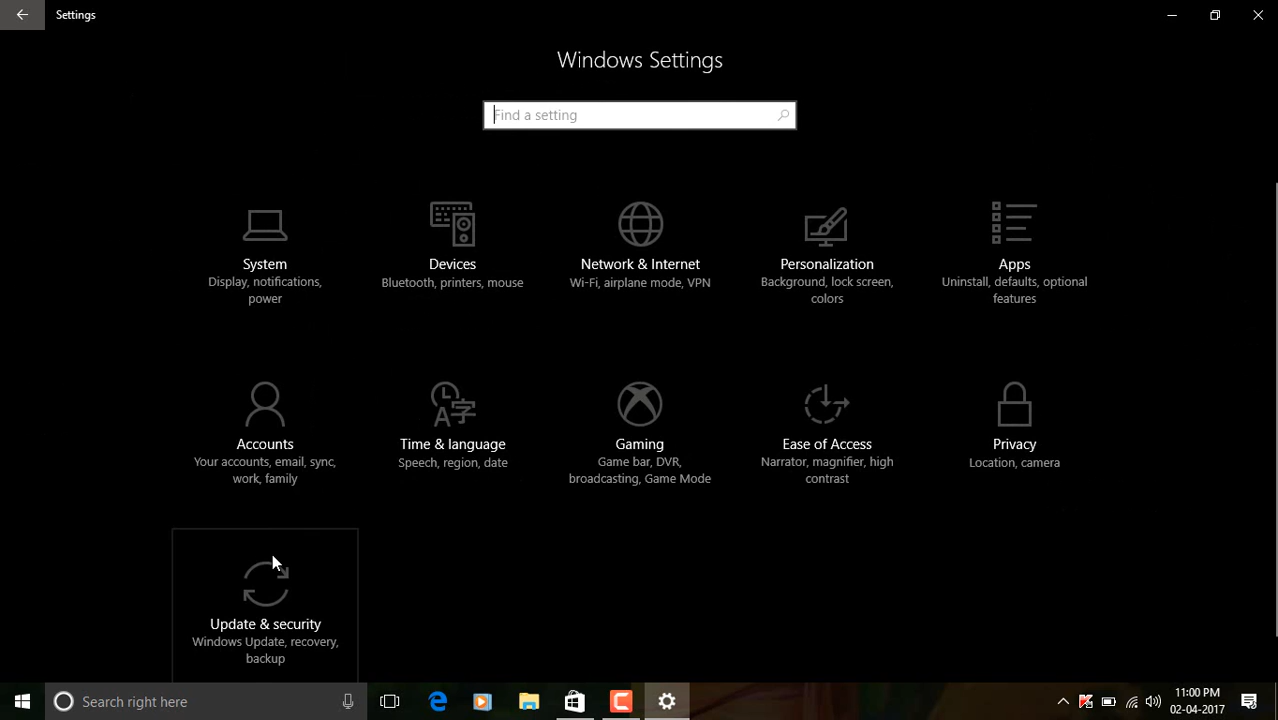 Settings
Windows Settings
Find a setting
System
Display, notifications,
power
Devices
Bluetooth, printers, mouse
Network & Internet
Wi-Fi, airplane mode, VPN
Personalization
Background, lock screen,
colors
Apps
Uninstall, defaults, optional
features
Accounts
Your accounts, email, sync,
work, family
Time & language
Speech, region, date
Gaming
Game bar, DVR,
broadcasting, Game Mode
Ease of Access
Narrator, magnifier, high
contrast
Privacy
Location, camera
Update & security
Windows Update, recovery,
backup
Search right here
11:00 PM
02-04-2017